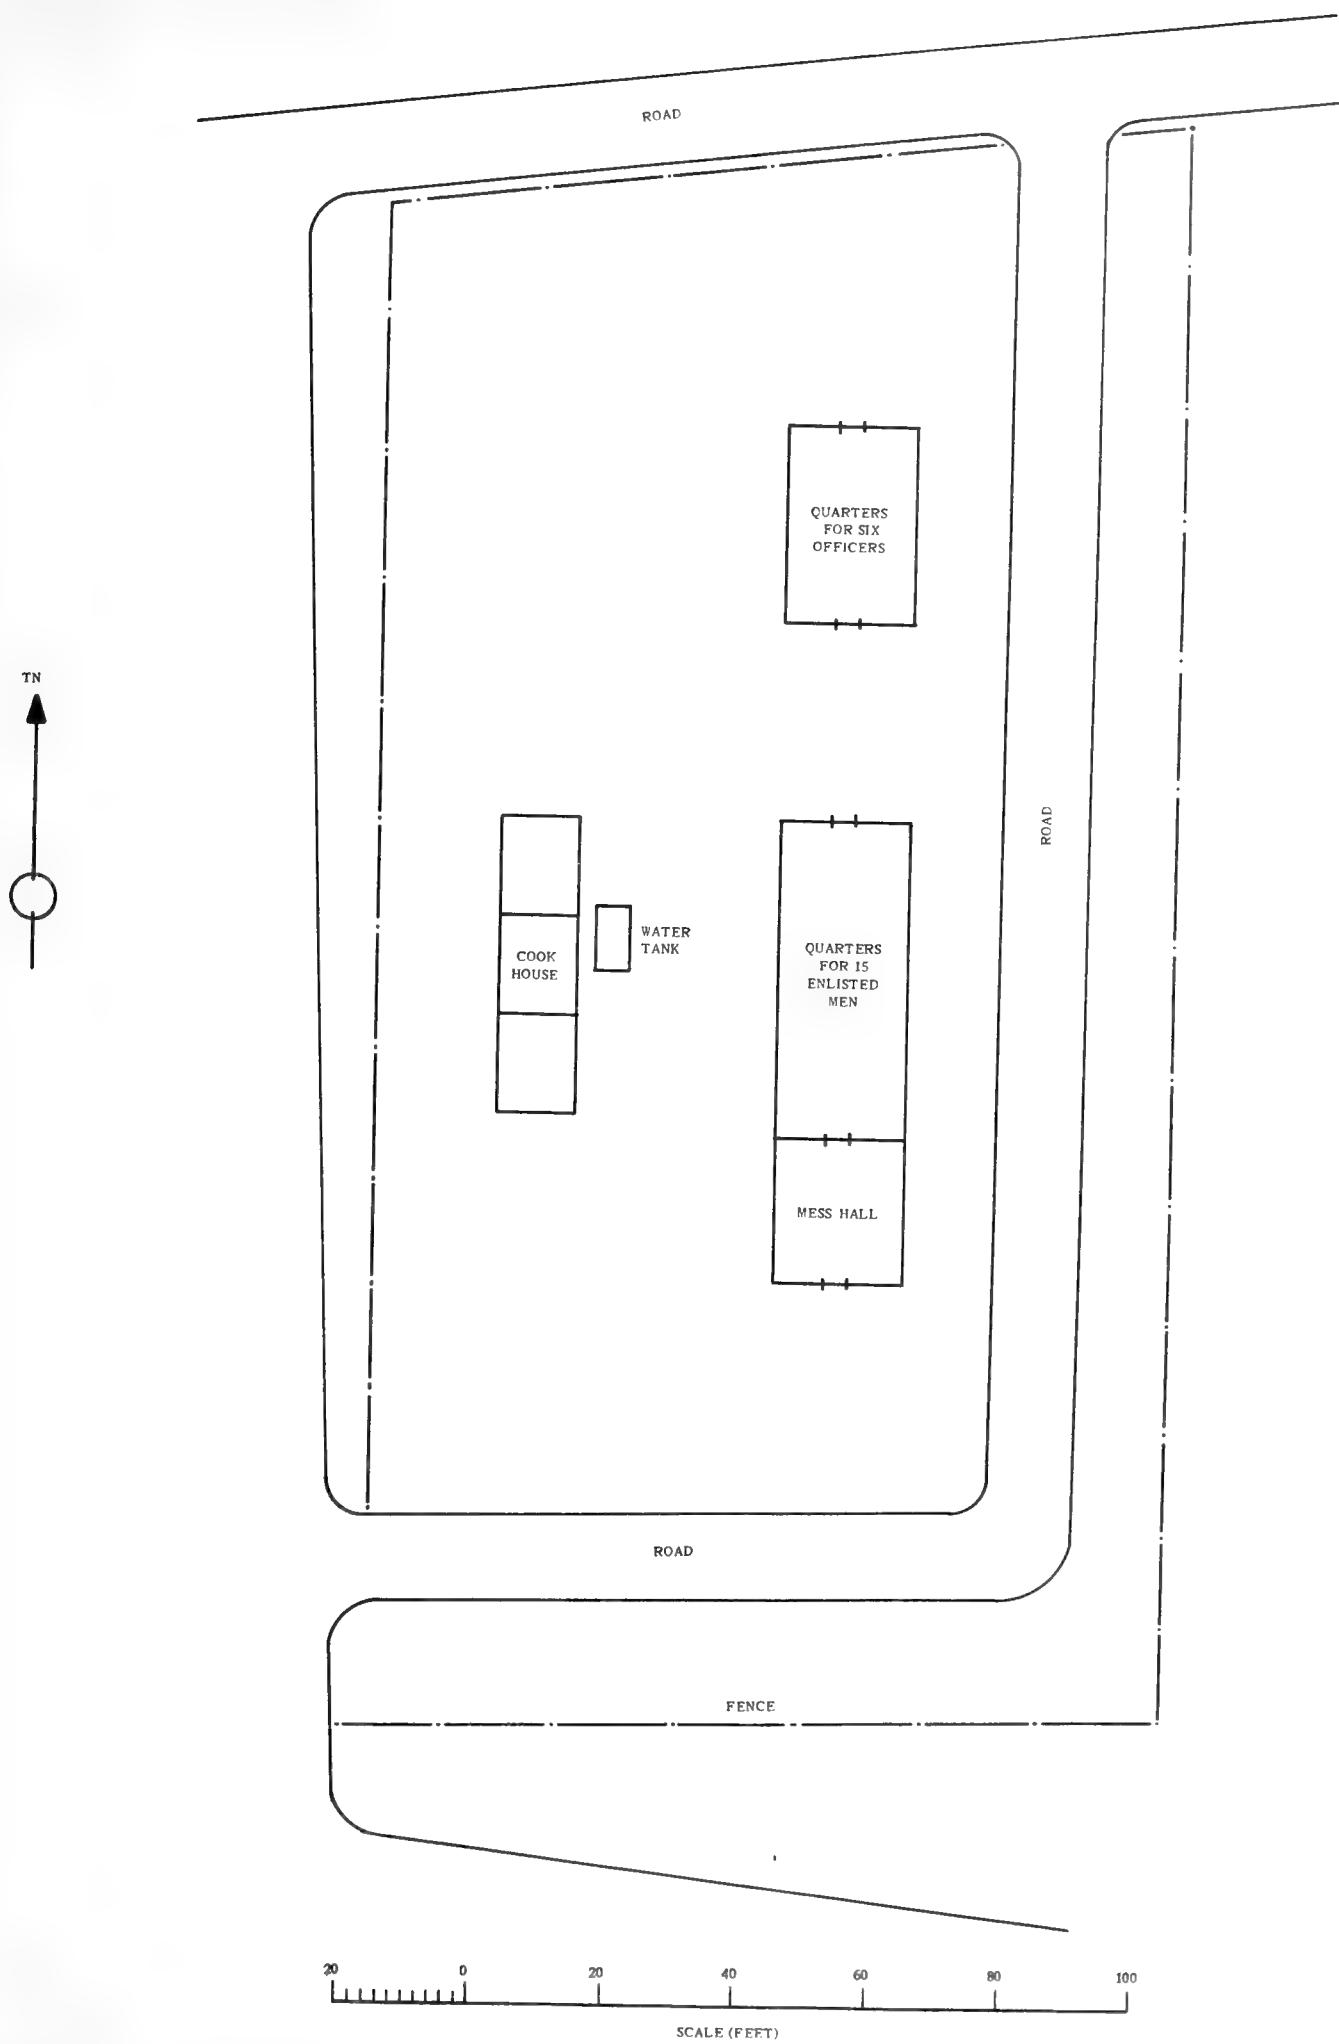 ROAD
QUARTERS
FOR SIX
OFFICERS
TN
ROAD
WATER
TANK
COOK
HOUSE
QUARTERS
FOR 15
ENLISTED
MEN
MESS HALL
ROAD
FENCE
20 0 20 40 60 80 100
SCALE (FEET)